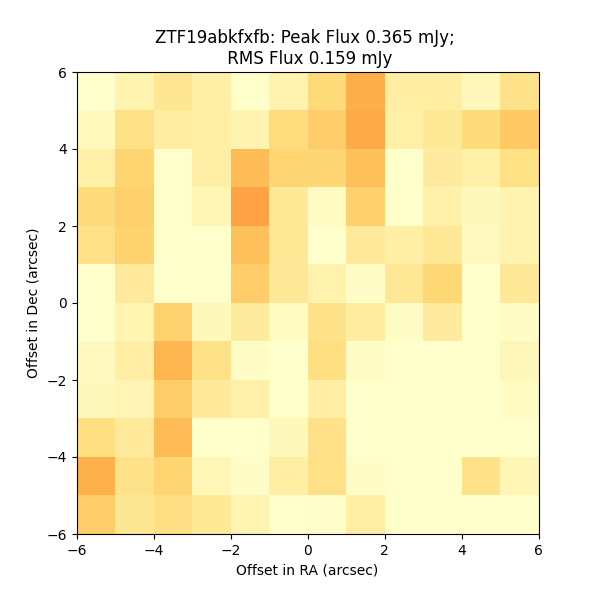 ZTF19abkfxfb: Peak Flux 0.365 mJy;
RMS Flux 0.159 mJy
6
4
2
0
−2
−4
−6
Offset in Dec (arcsec)
−6 −4 −2 0 2 4 6
Offset in RA (arcsec)